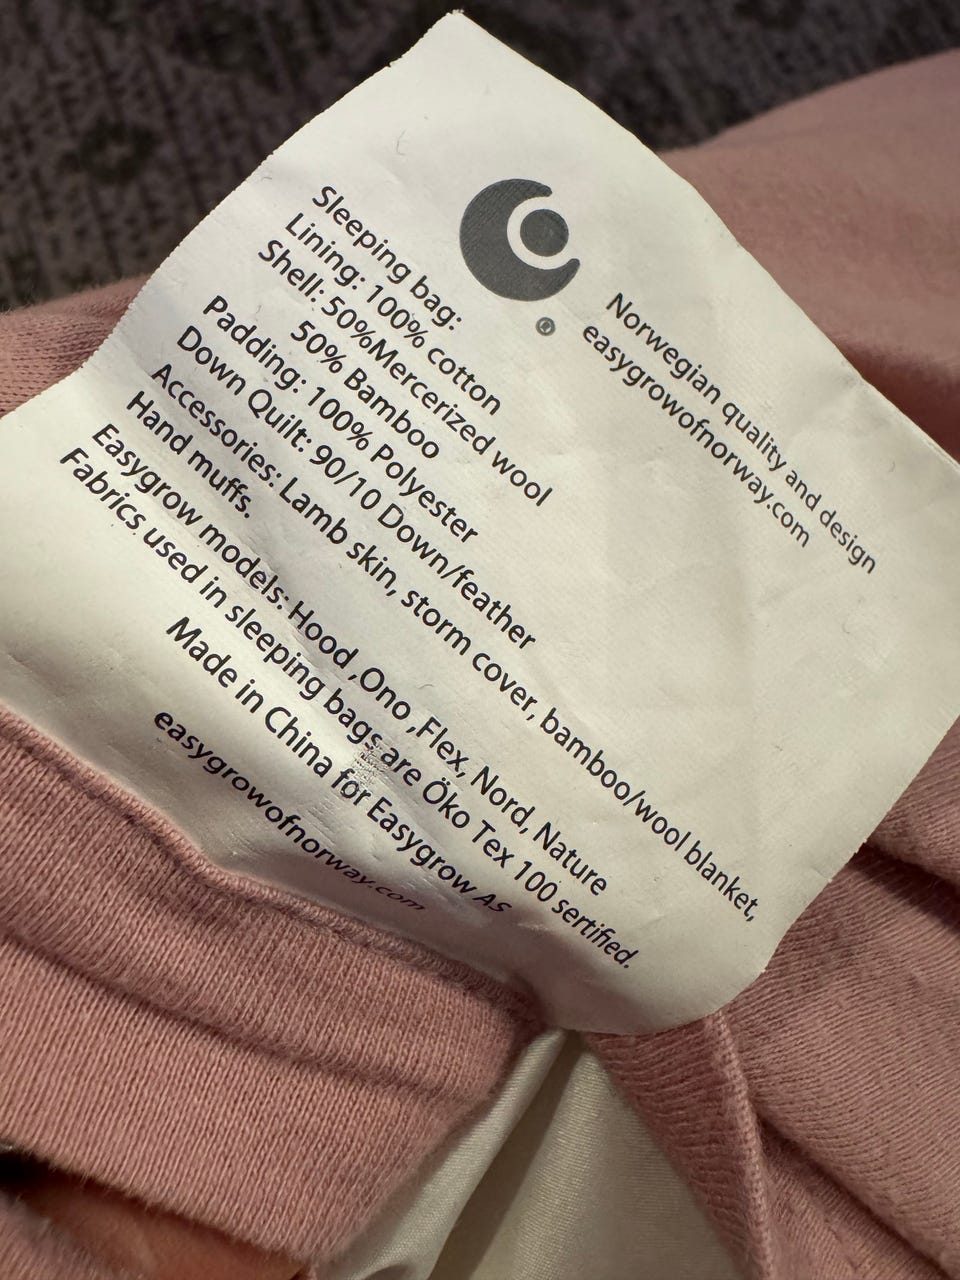 Norwegian quality and design
easygrowofnorway.com
Sleeping bag:
Lining: 100% cotton
Shell: 50%Mercerized wool
50% Bamboo
Padding: 100% Polyester
Down Quilt: 90/10 Down/feather
Accessories: Lamb skin, storm cover, bamboo/wool blanket,
Hand muffs.
Easygrow models: Hood ,Ono ,Flex, Nord, Nature
Fabrics used in sleeping bags are Öko Tex 100 sertified.
Made in China for Easygrow AS
easygrowofnorway.com